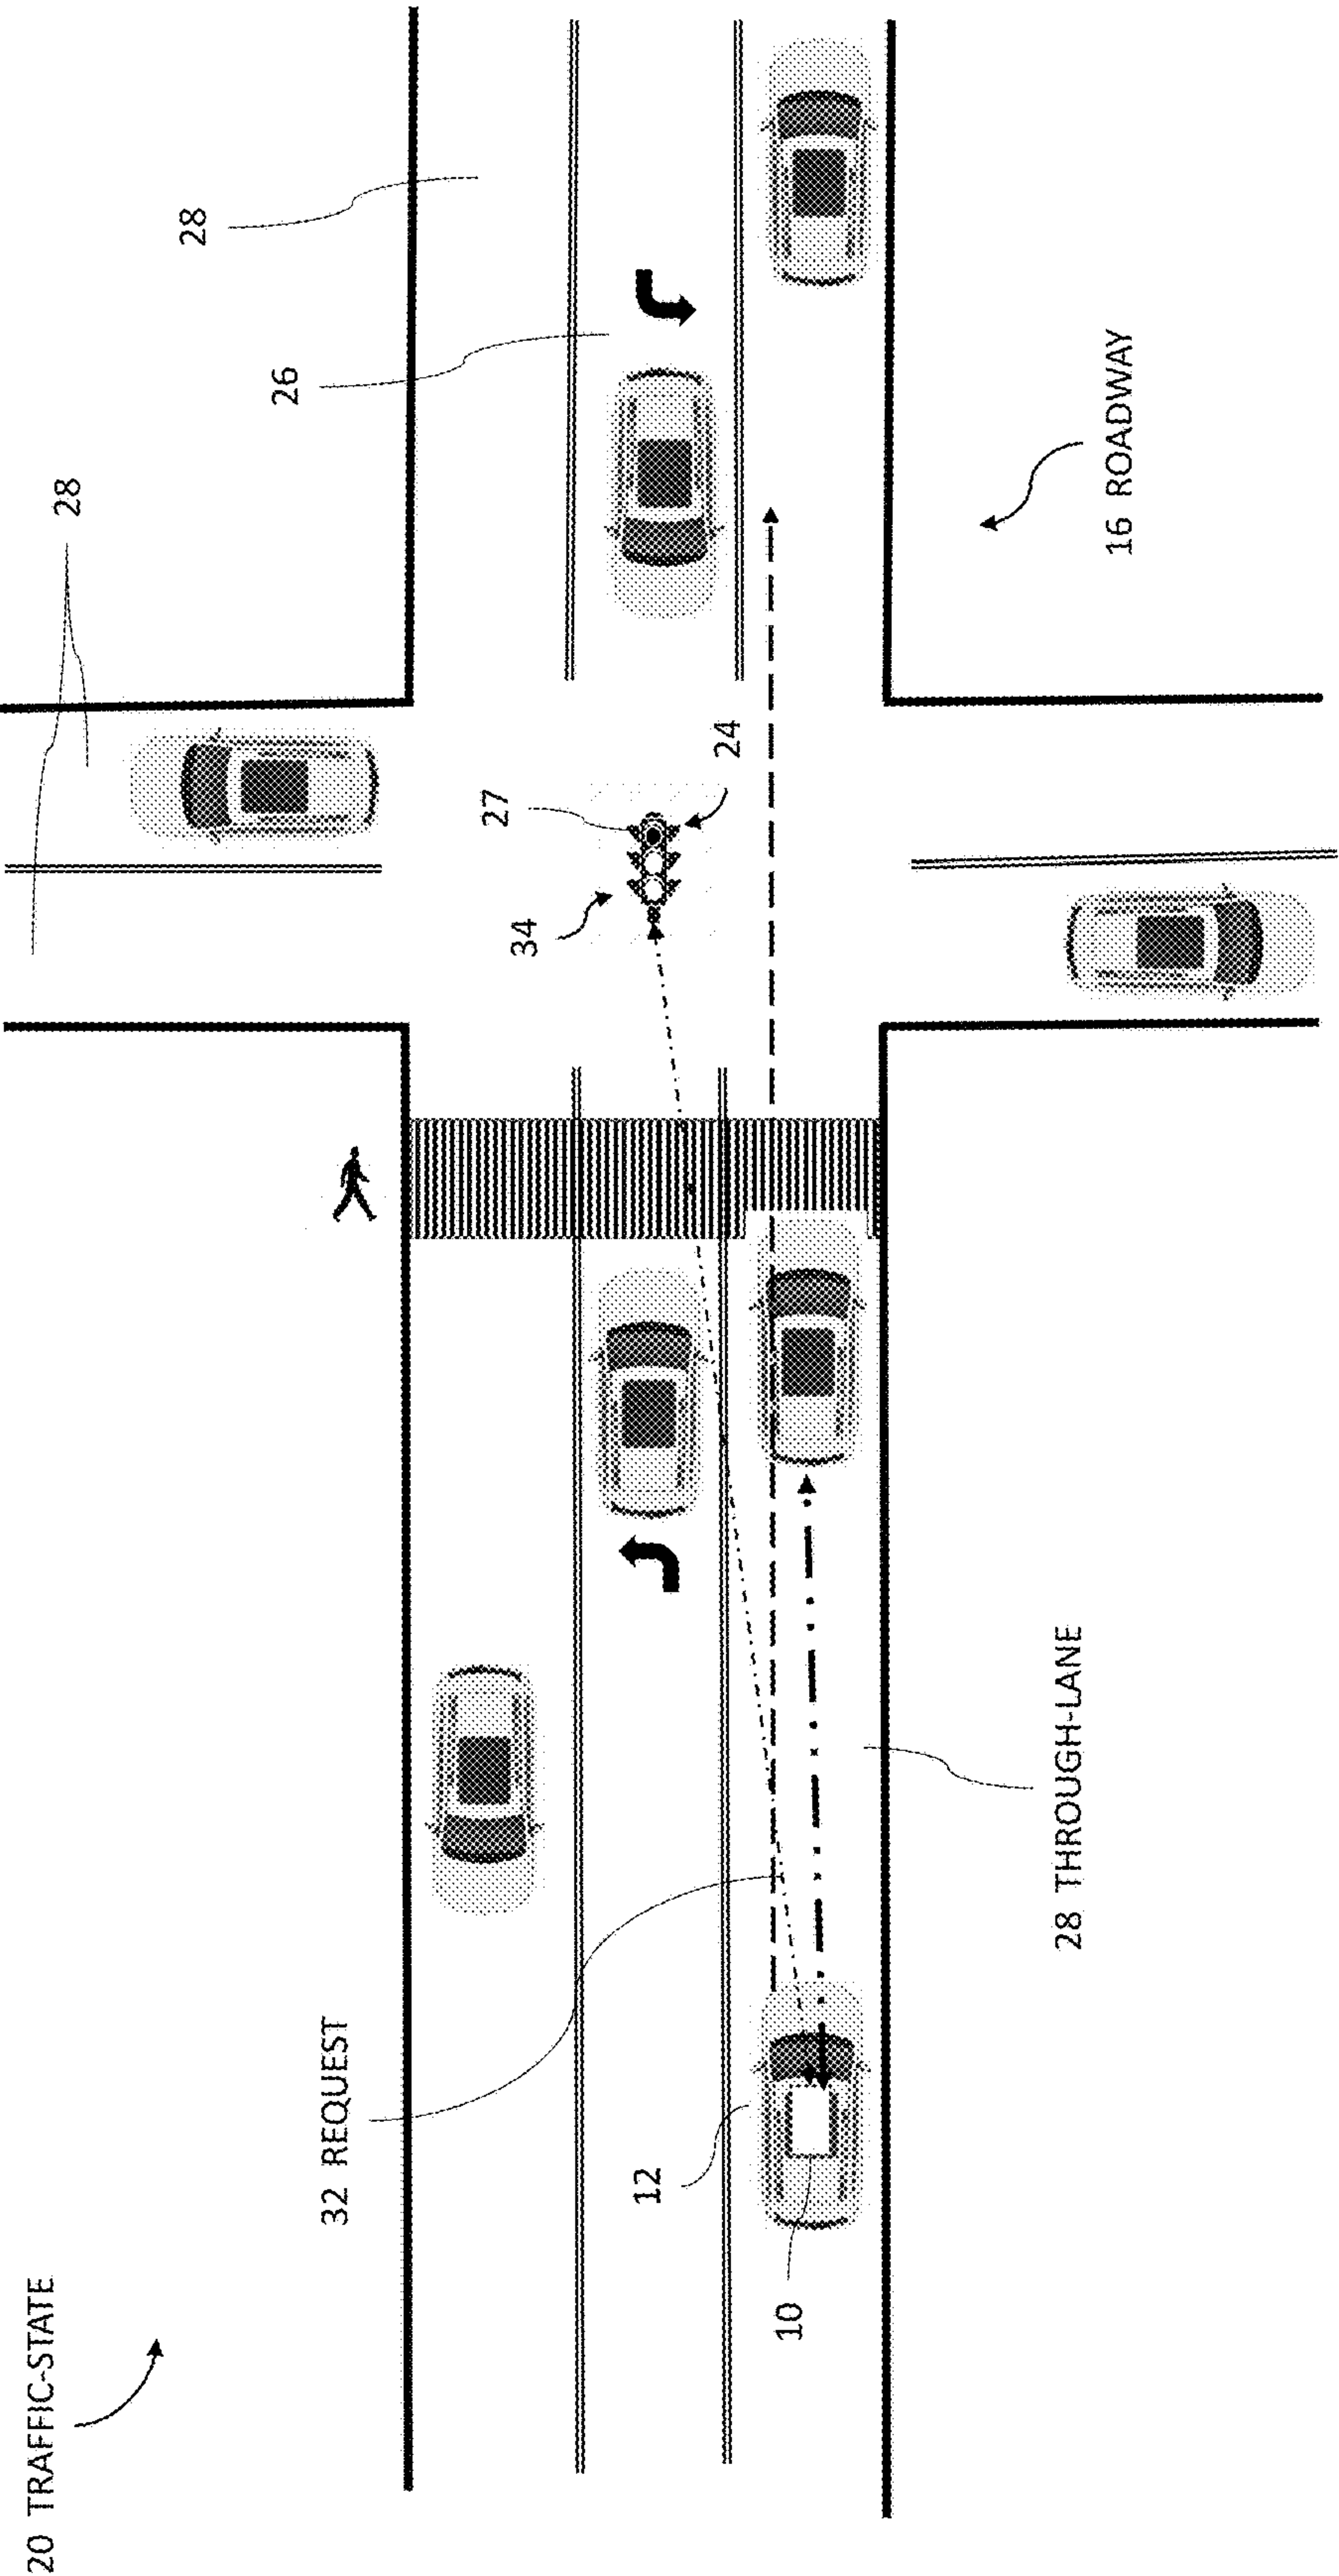 20 TRAFFIC-STATE
28
28
26
32 REQUEST
27
34
12
24
10
28 THROUGH-LANE
16 ROADWAY